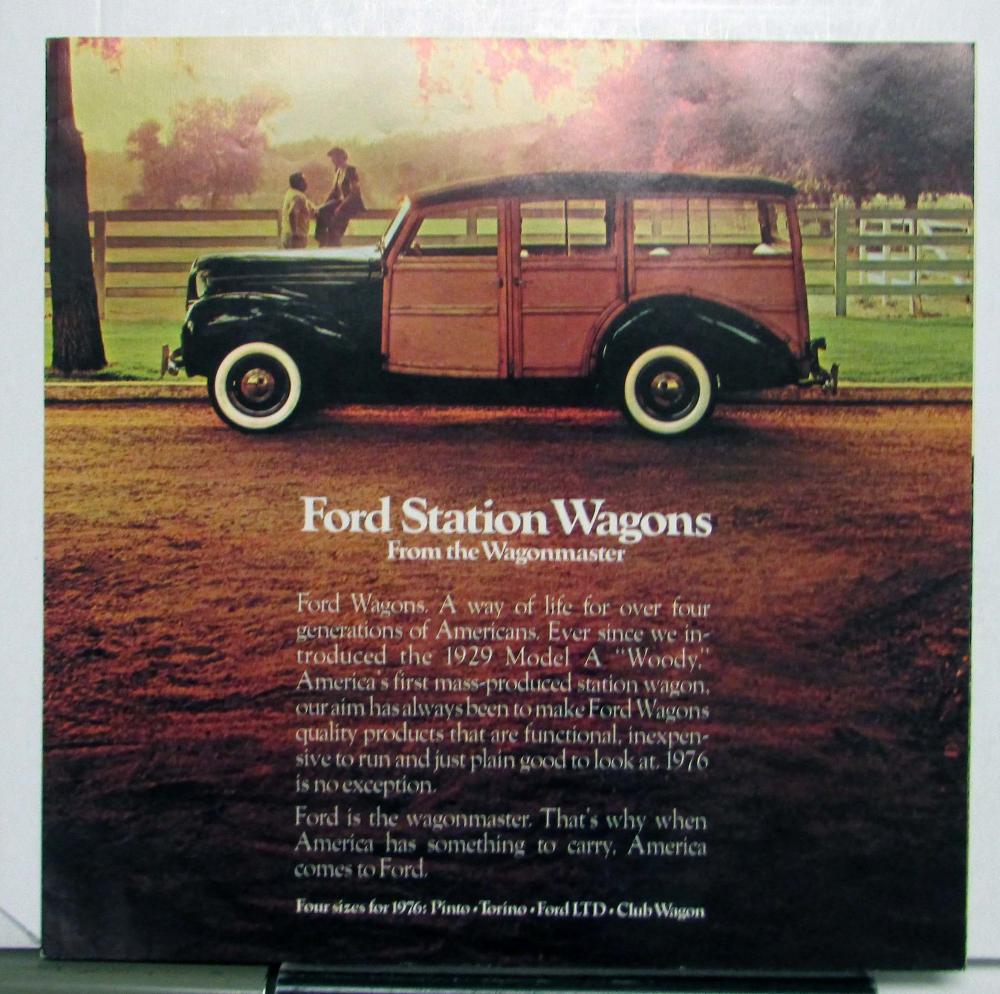 Ford Station Wagons
From the Wagonmaster
Ford Wagons. A way of life for over four
generations of Americans. Ever since we in-
troduced the 1929 Model A "Woody,"
America's first mass-produced station wagon,
our aim has always been to make Ford Wagons
quality products that are functional, inexpen-
sive to run and just plain good to look at. 1976
is no exception.
Ford is the wagonmaster. That's why when
America has something to carry, America
comes to Ford.
Four sizes for 1976: Pinto • Torino • Ford LTD • Club Wagon